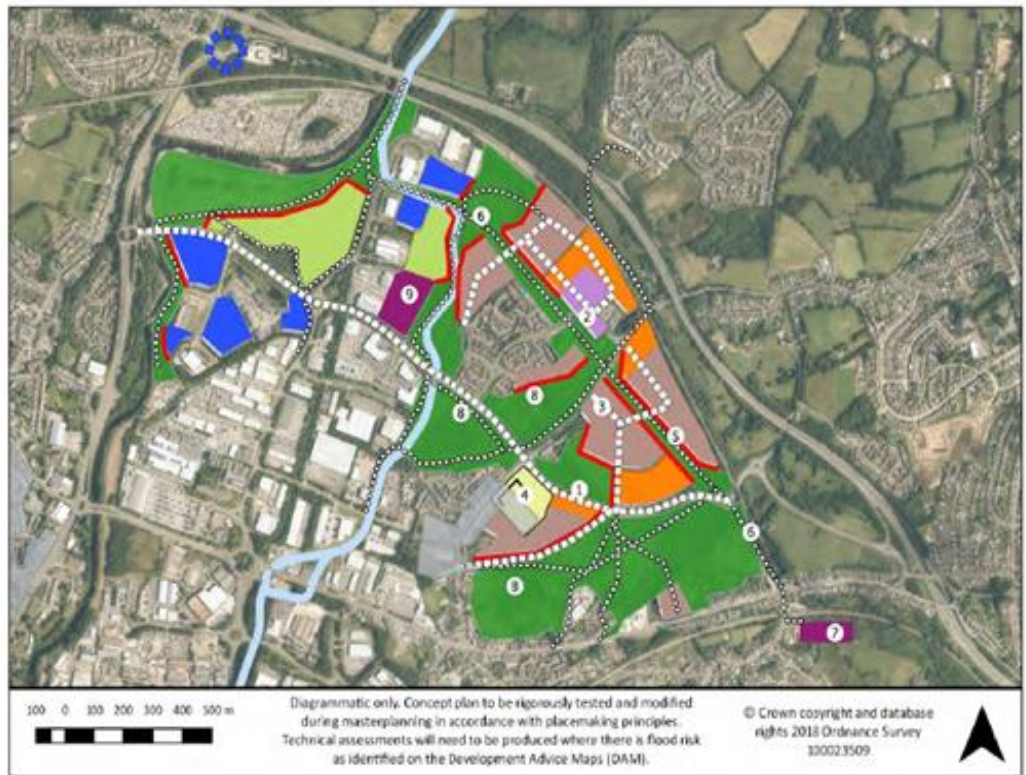 6
9
2
3
8
8
5
4
1
6
7
100 0 100 200 300 400 500 m
Diagrammatic only. Concept plan to be rigorously tested and modified
during masterplanning in accordance with placemaking principles.
Technical assessments will need to be produced where there is flood risk
as identified on the Development Advice Maps (DAM).
© Crown copyright and database
rights 2018 Ordnance Survey
100023509